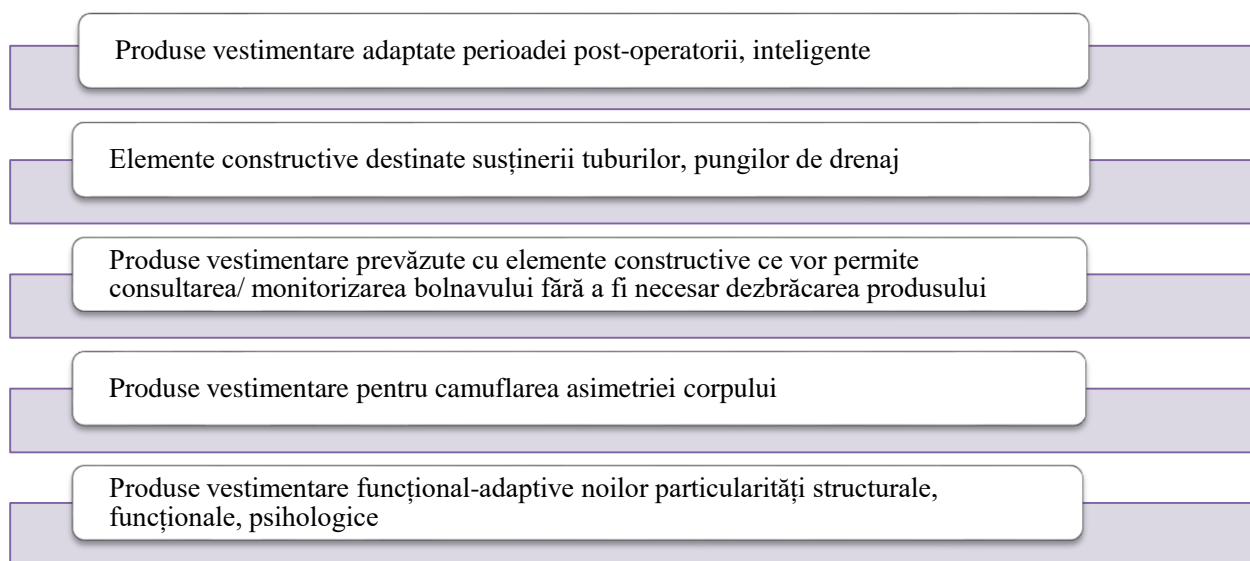 Produse vestimentare adaptate perioadei post-operatorii, inteligente
Elemente constructive destinate susținerii tuburilor, pungilor de drenaj
Produse vestimentare prevăzute cu elemente constructive ce vor permite
consultarea/ monitorizarea bolnavului fără a fi necesar dezbrăcarea produsului
Produse vestimentare pentru camuflarea asimetriei corpului
Produse vestimentare funcțional-adaptive noilor particularități structurale,
funcționale, psihologice